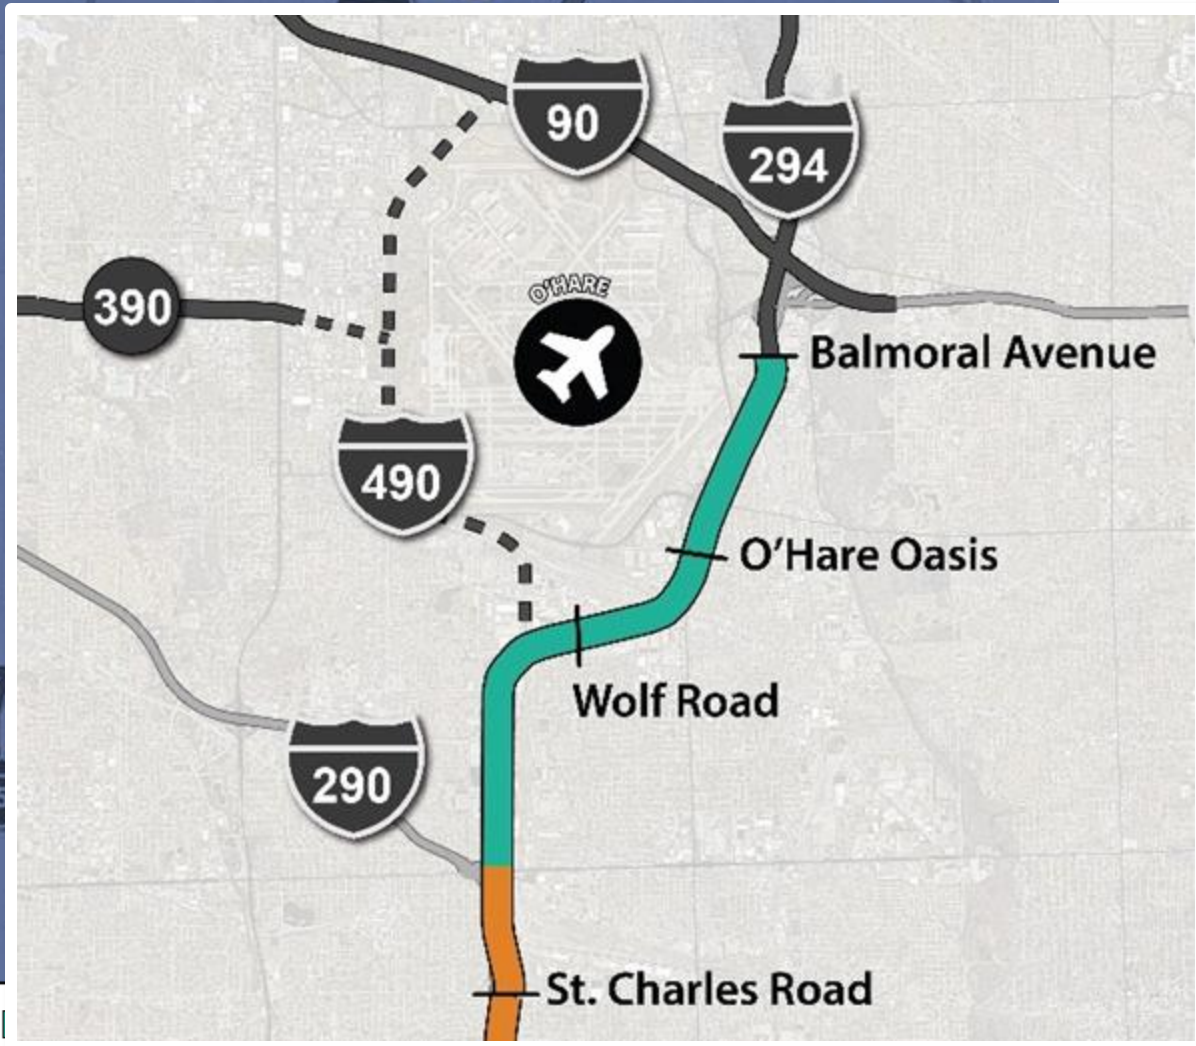 90
294
O'HARE
390
Balmoral Avenue
490
O'Hare Oasis
Wolf Road
290
St. Charles Road